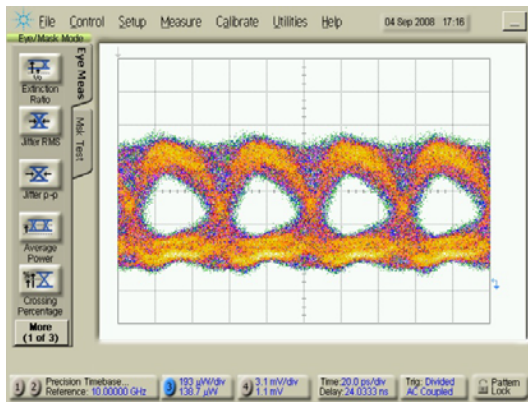 File Control Setup Measure Calibrate Utilities Help 04 Sep 2008 17:16
Eye/Mask Mode
Eye Meas
Msk Test
Extinction
Ratio
Jitter RMS
Jitter p-p
Average
Power
Crossing
Percentage
More
(1 of 3)
1 2 Precision Timebase...
Reference: 10.00000 GHz
3 193 µW/div
138.7 µW
4 3.1 mV/div
1.1 mV
Time:20.0 ps/div
Delay:24.0333 ns
Trig: Divided
AC Coupled
Pattern
Lock